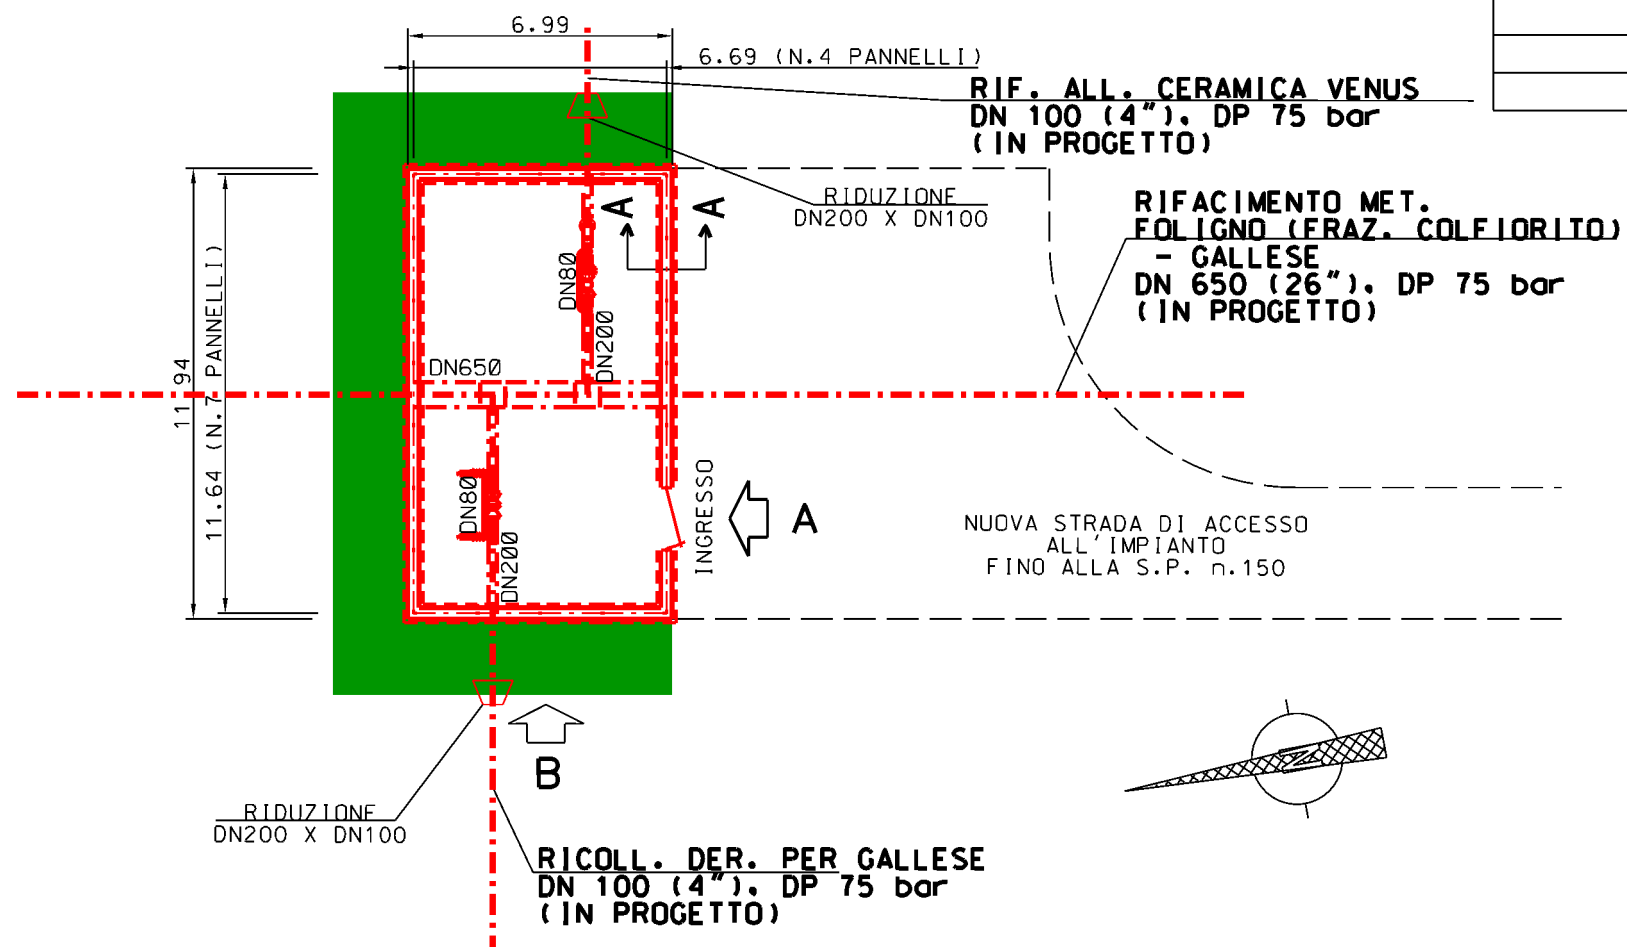 6.99
6.69 (N.4 PANNELLI)
RIF. ALL. CERAMICA VENUS
DN 100 (4"). DP 75 bar
(IN PROGETTO)
RIDUZIONE
DN200 X DN100
A
A
RIFACIMENTO MET.
FOLIGNO (FRAZ. COLFIORITO)
- GALLESE
DN 650 (26"). DP 75 bar
(IN PROGETTO)
DN80
DN200
DN650
11 94
11.64 (N.7 PANNELLI)
DN80
DN200
INGRESSO
A
NUOVA STRADA DI ACCESSO
ALL'IMPIANTO
FINO ALLA S.P. n.150
B
N
RIDUZIONE
DN200 X DN100
RICOLL. DER. PER GALLESE
DN 100 (4"). DP 75 bar
(IN PROGETTO)